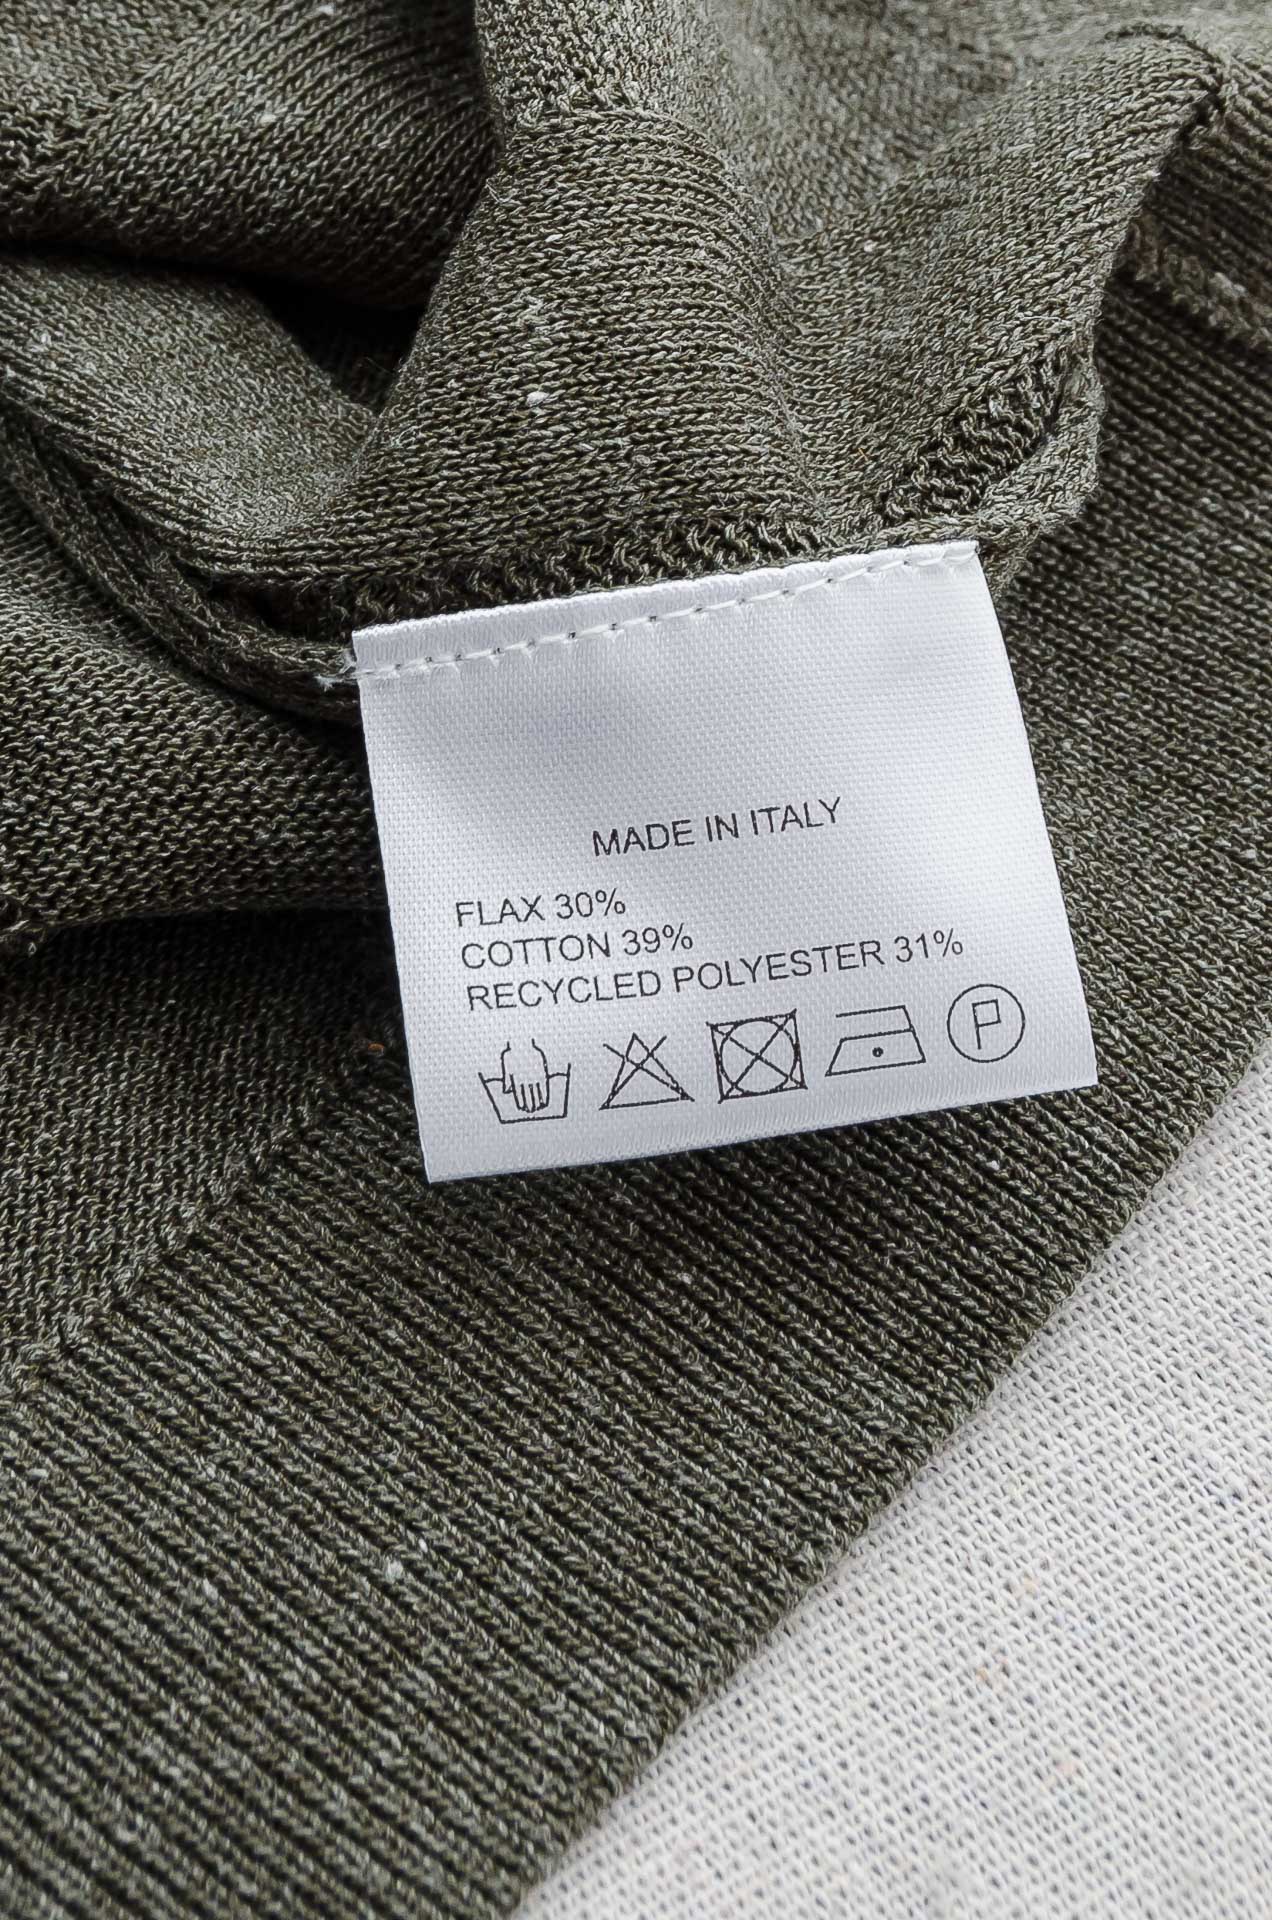 MADE IN ITALY
FLAX 30%
COTTON 39%
RECYCLED POLYESTER 31%
P